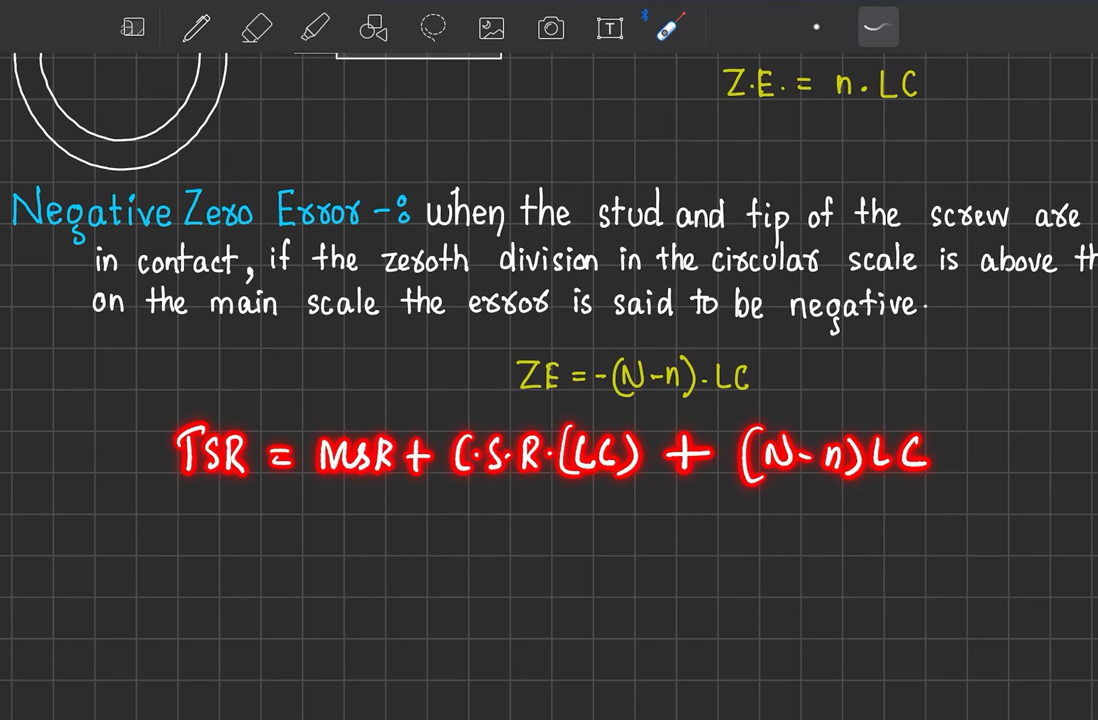 Z.E. = n. LC
Negative Zero Error -: when the stud and tip of the screw are
in contact, if the zeroth division in the circular scale is above
on the main scale the error is said to be negative.
ZE = -(N-n). LC
TSR = MSR + C.S.R.(LC) + (N-n) LC